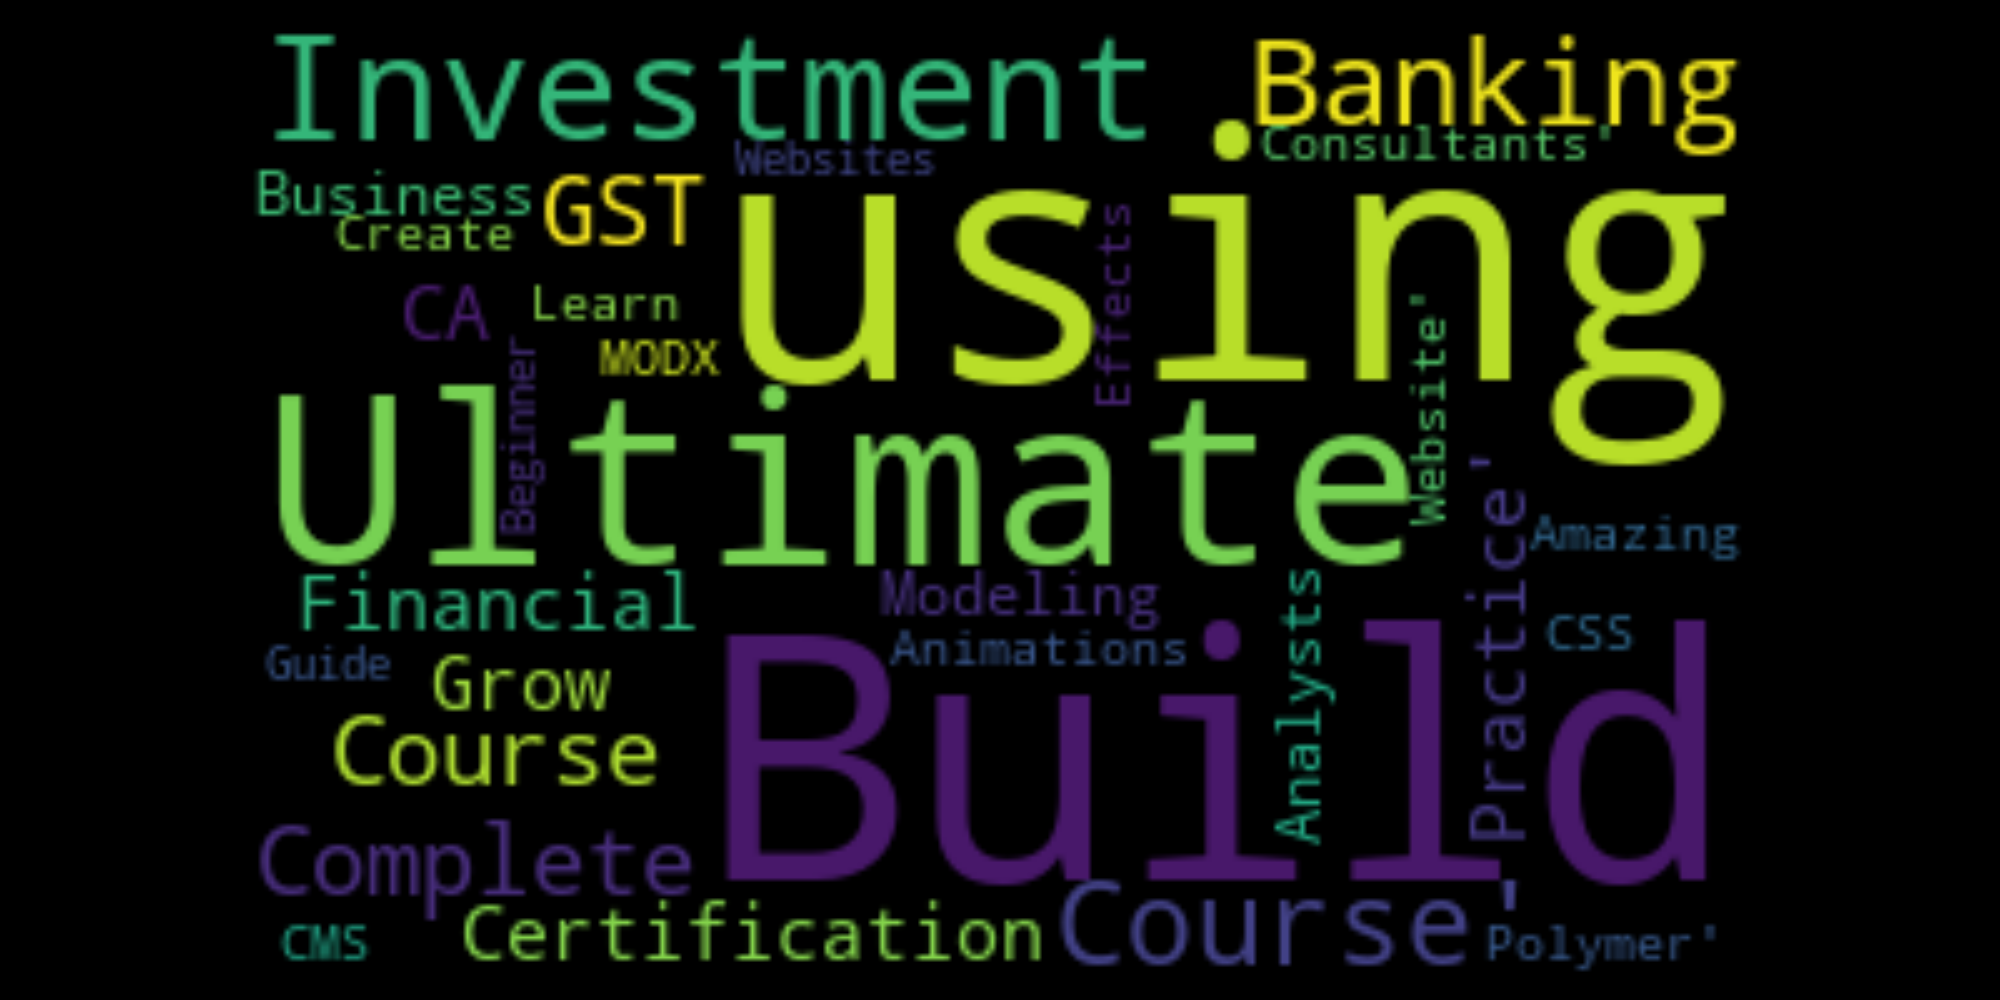 Investment
Banking
Consultants'
Websites
Business
GST
using
Create
Effects
CA
Learn
Website'
MODX
Beginner
Ultimate
Practice'
Amazing
Financial
Modeling
Analysts
Animations
CSS
Build
Guide
Grow
Course
Complete
Course'
Certification
CMS
Polymer'